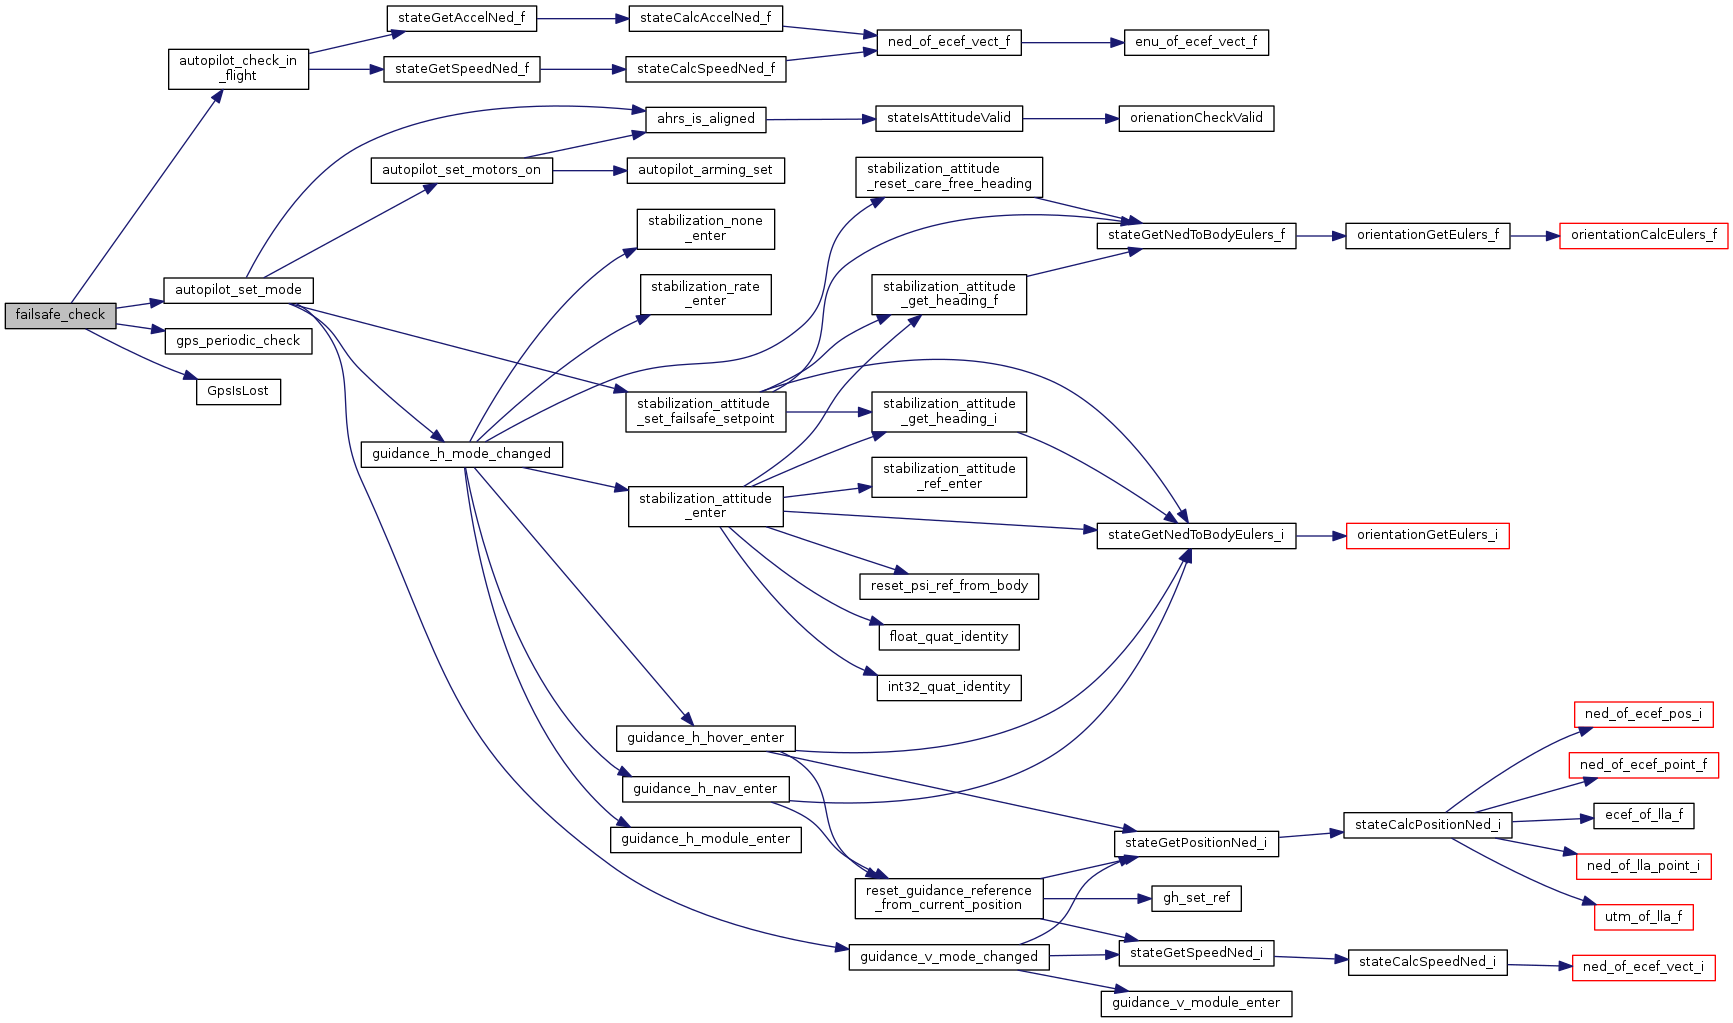 failsafe_check
autopilot_check_in
_flight
autopilot_set_mode
gps_periodic_check
GpsIsLost
stateGetAccelNed_f
stateGetSpeedNed_f
autopilot_set_motors_on
guidance_h_mode_changed
stateCalcAccelNed_f
stateCalcSpeedNed_f
ahrs_is_aligned
autopilot_arming_set
stabilization_none
_enter
stabilization_rate
_enter
stabilization_attitude
_set_failsafe_setpoint
stabilization_attitude
_enter
guidance_h_hover_enter
guidance_h_nav_enter
guidance_h_module_enter
ned_of_ecef_vect_f
stateIsAttitudeValid
stabilization_attitude
_reset_care_free_heading
stabilization_attitude
_get_heading_f
stabilization_attitude
_get_heading_i
stabilization_attitude
_ref_enter
reset_psi_ref_from_body
float_quat_identity
int32_quat_identity
reset_guidance_reference
_from_current_position
guidance_v_mode_changed
enu_of_ecef_vect_f
orienationCheckValid
stateGetNedToBodyEulers_f
stateGetNedToBodyEulers_i
stateGetPositionNed_i
gh_set_ref
stateGetSpeedNed_i
guidance_v_module_enter
orientationGetEulers_f
orientationGetEulers_i
stateCalcPositionNed_i
stateCalcSpeedNed_i
orientationCalcEulers_f
ned_of_ecef_pos_i
ned_of_ecef_point_f
ecef_of_lla_f
ned_of_lla_point_i
utm_of_lla_f
ned_of_ecef_vect_i